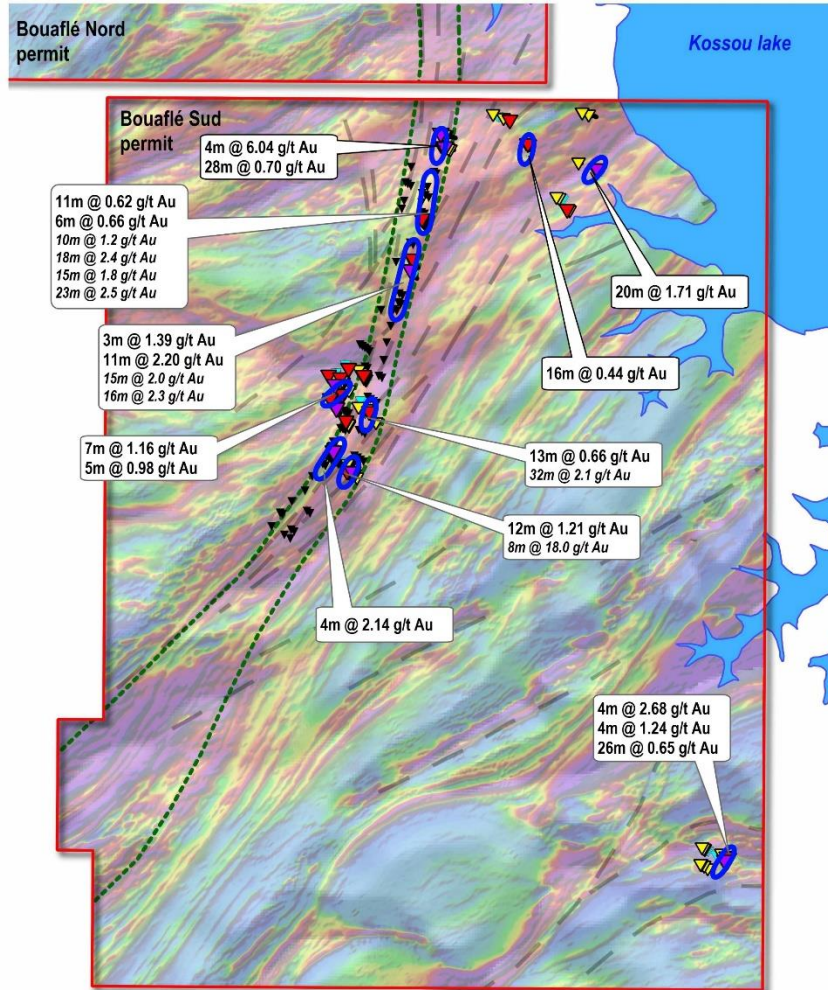 Bouaflé Nord
permit
Kossou lake
Bouaflé Sud
permit
4m @ 6.04 g/t Au
28m @ 0.70 g/t Au
11m @ 0.62 g/t Au
6m @ 0.66 g/t Au
10m @ 1.2 g/t Au
18m @ 2.4 g/t Au
15m @ 1.8 g/t Au
23m @ 2.5 g/t Au
20m @ 1.71 g/t Au
3m @ 1.39 g/t Au
11m @ 2.20 g/t Au
15m @ 2.0 g/t Au
16m @ 2.3 g/t Au
16m @ 0.44 g/t Au
7m @ 1.16 g/t Au
5m @ 0.98 g/t Au
13m @ 0.66 g/t Au
32m @ 2.1 g/t Au
12m @ 1.21 g/t Au
8m @ 18.0 g/t Au
4m @ 2.14 g/t Au
4m @ 2.68 g/t Au
4m @ 1.24 g/t Au
26m @ 0.65 g/t Au